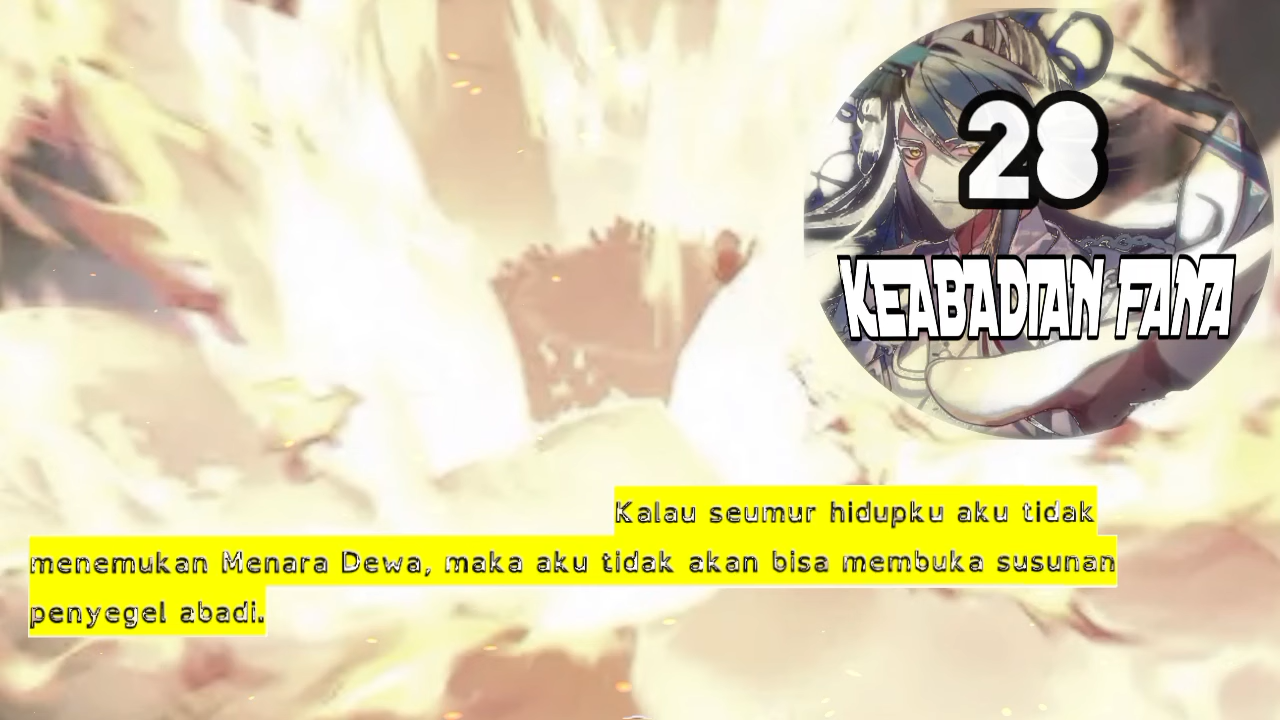 28
KEABADIAN FANA
Kalau seumur hidupku aku tidak
menemukan Menara Dewa, maka aku tidak akan bisa membuka susunan
penyegel abadi.